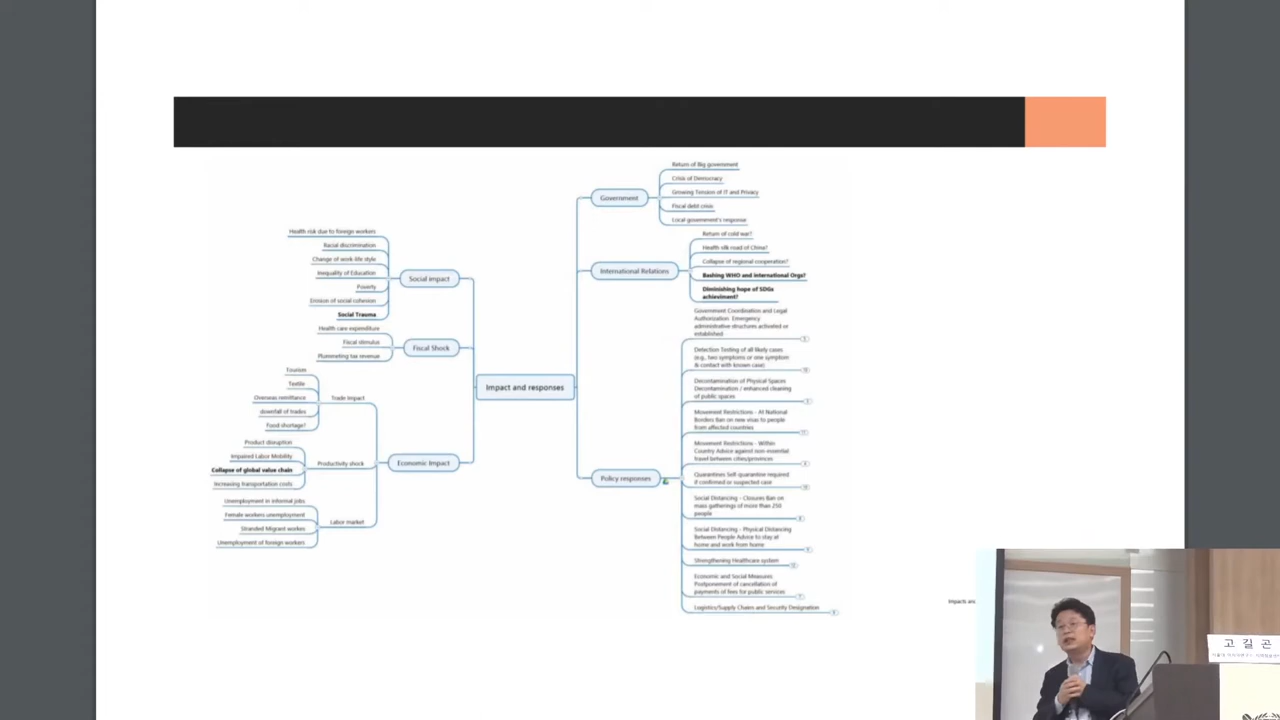 Impact and responses
Social impact
Health risk due to foreign workers
Racial discrimination
Change of work-life style
Inequality of Education
Poverty
Erosion of social cohesion
Social Trauma
Fiscal Shock
Health care expenditure
Fiscal stimulus
Plummeting tax revenue
Economic Impact
Trade Impact
Tourism
Textile
Overseas remittance
downfall of trades
Food shortage?
Productivity shock
Product disruption
Impaired Labor Mobility
Collapse of global value chain
Increasing transportation costs
Labor market
Unemployment in informal jobs
Female workers unemployment
Stranded Migrant workes
Unemployment of foreign workers
Government
Return of Big government
Crisis of Democracy
Growing Tension of IT and Privacy
Fiscal debt crisis
Local government's response
International Relations
Return of cold war?
Health silk road of China?
Collapse of regional cooperation?
Bashing WHO and international Orgs?
Diminishing hope of SDGs
achieviment?
Policy responses
Government Coordination and Legal
Authorization Emergency
administrative structures activated or
established
Detection Testing of all likely cases
(e.g., two symptoms or one symptom
& contact with known case)
Decontamination of Physical Spaces
Decontamination / enhanced cleaning
of public spaces
Movement Restrictions - At National
Borders Ban on new visas to people
from affected countries
Movement Restrictions - Within
Country Advice against non-essential
travel between cities/provinces
Quarantines Self-quarantine required
if confirmed or suspected case
Social Distancing - Closures Ban on
mass gatherings of more than 250
people
Social Distancing - Physical Distancing
Between People Advice to stay at
home and work from home
Strengthening Healthcare system
Economic and Social Measures
Postponement of cancellation of
payments of fees for public services
Logistics/Supply Chains and Security Designation
Impacts and
고 길 곤